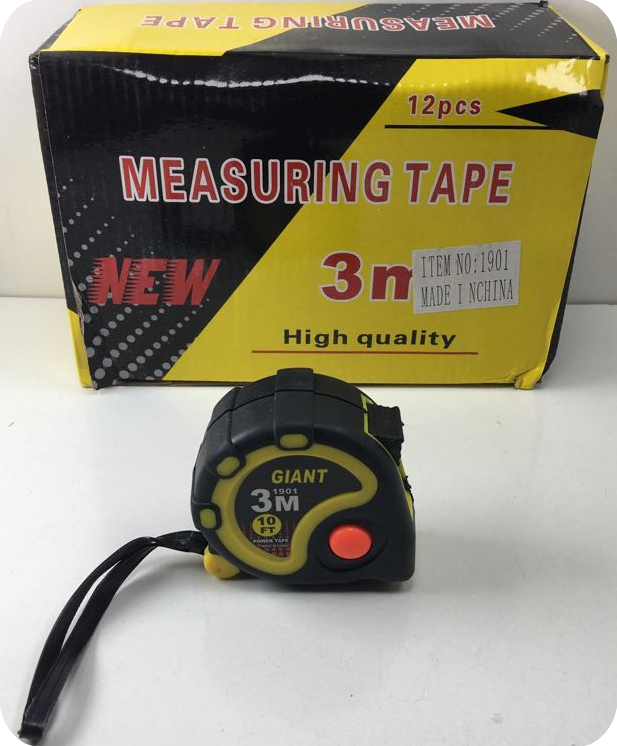 MEASURING TAPE
12pcs
MEASURING TAPE
NEW
3m
ITEM NO:1901
MADE I NCHINA
High quality
GIANT
1901
3M
10
FT
POWER TAPE